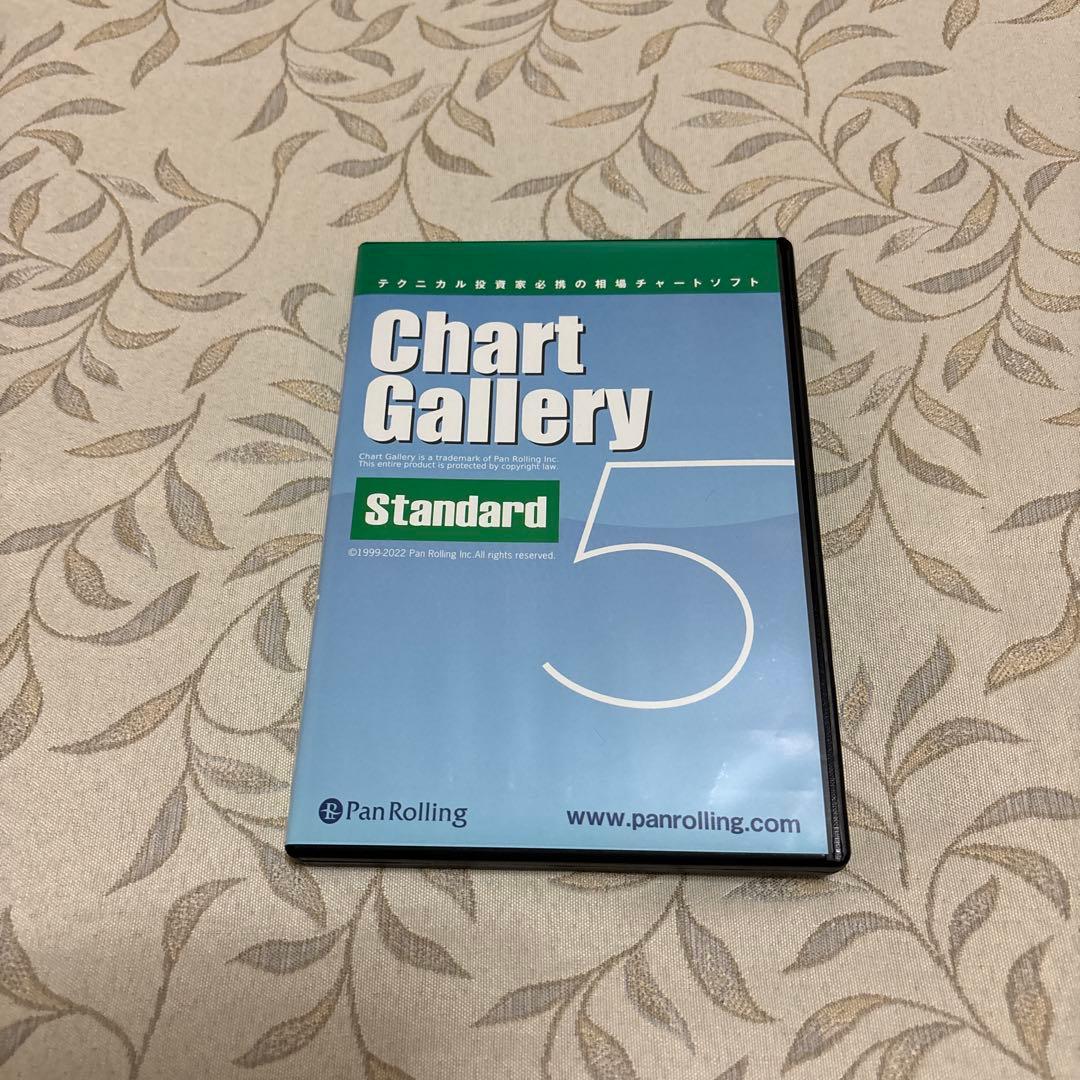 テクニカル投資家必携の相場チャートソフト
Chart
Gallery
Chart Gallery is a trademark of Pan Rolling Inc.
This entire product is protected by copyright law.
Standard
5
©1999-2022 Pan Rolling Inc.All rights reserved.
Pan Rolling
www.panrolling.com